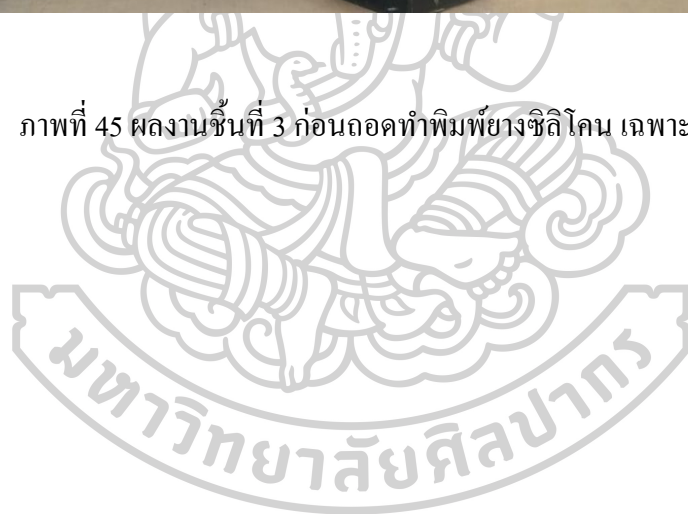 ภาพที่ 45 ผลงานชิ้นที่ 3 ก่อนถอดทำพิมพ์ยางซิลิโคน เฉพาะ
มหาวิทยาลัยศิลปากร